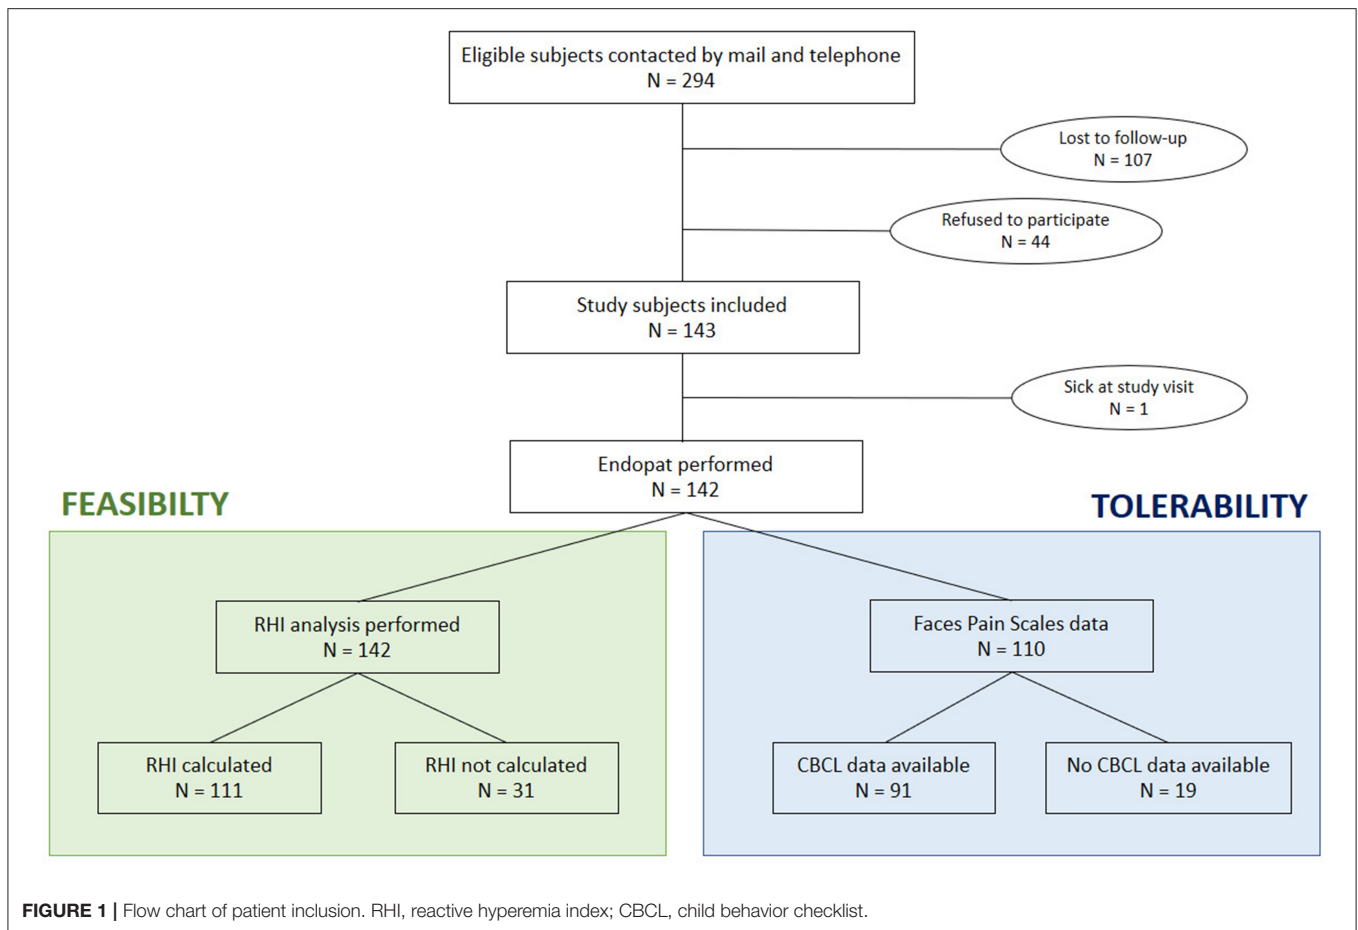 Eligible subjects contacted by mail and telephone
N = 294
Lost to follow-up
N = 107
Refused to participate
N = 44
Study subjects included
N = 143
Sick at study visit
N = 1
Endopat performed
N = 142
FEASIBILTY
TOLERABILITY
RHI analysis performed
N = 142
Faces Pain Scales data
N = 110
RHI calculated
N = 111
RHI not calculated
N = 31
CBCL data available
N = 91
No CBCL data available
N = 19
FIGURE 1 | Flow chart of patient inclusion. RHI, reactive hyperemia index; CBCL, child behavior checklist.